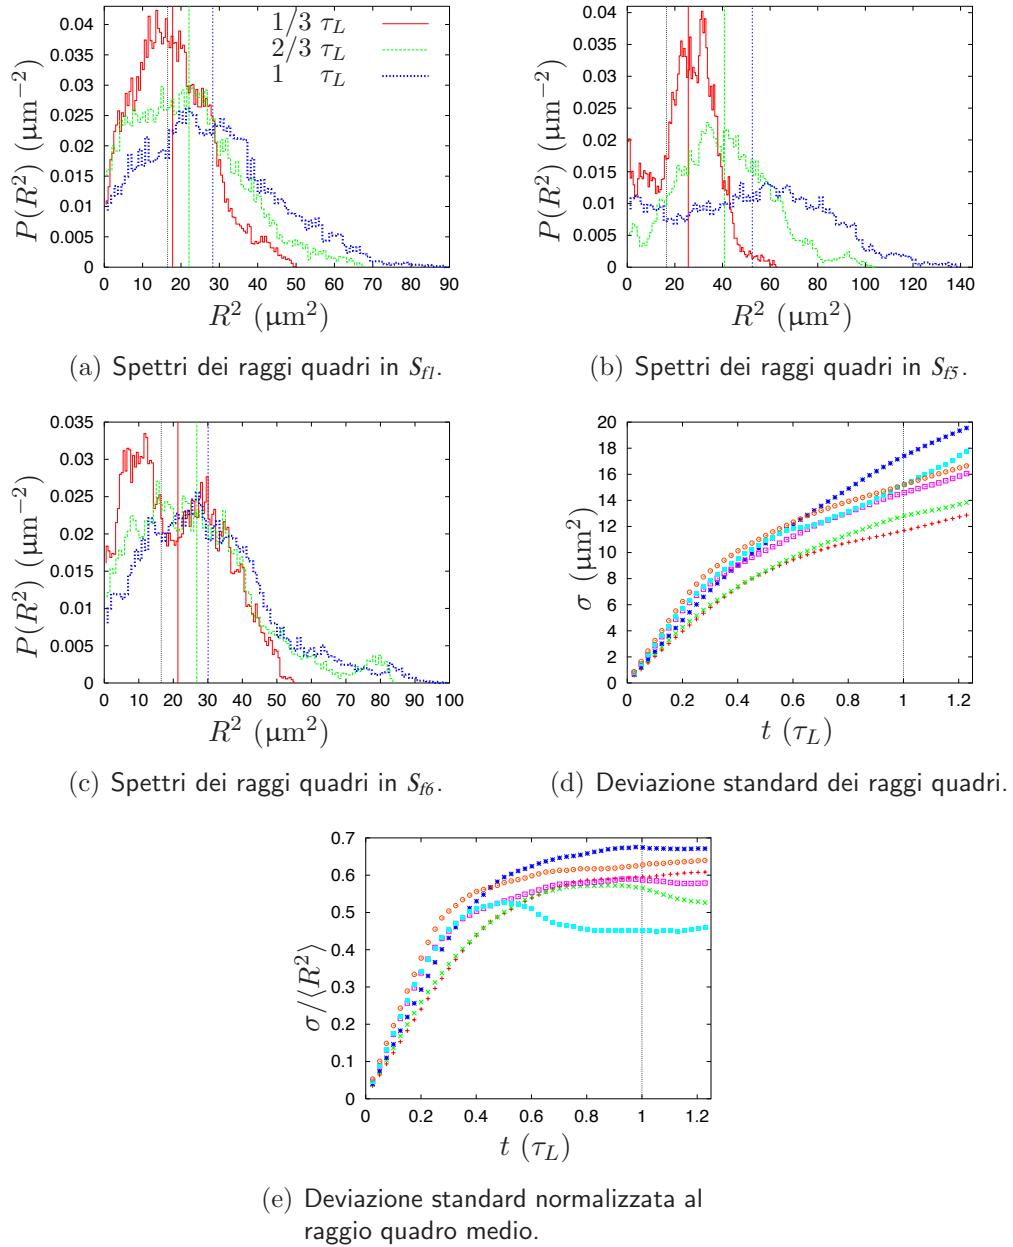 0.04
0.035
0.03
0.025
0.02
0.015
0.01
0.005
0
P(R²) (µm⁻²)
1/3 τ_L
2/3 τ_L
1 τ_L
0 10 20 30 40 50 60 70 80 90
R² (µm²)
(a) Spettri dei raggi quadri in S_f1.
0.04
0.035
0.03
0.025
0.02
0.015
0.01
0.005
0
P(R²) (µm⁻²)
0 20 40 60 80 100 120 140
R² (µm²)
(b) Spettri dei raggi quadri in S_f5.
0.035
0.03
0.025
0.02
0.015
0.01
0.005
0
P(R²) (µm⁻²)
0 10 20 30 40 50 60 70 80 90 100
R² (µm²)
(c) Spettri dei raggi quadri in S_f6.
20
18
16
14
12
10
8
6
4
2
0
σ (µm²)
0 0.2 0.4 0.6 0.8 1 1.2
t (τ_L)
(d) Deviazione standard dei raggi quadri.
0.7
0.6
0.5
0.4
0.3
0.2
0.1
0
σ/⟨R²⟩
0 0.2 0.4 0.6 0.8 1 1.2
t (τ_L)
(e) Deviazione standard normalizzata al
raggio quadro medio.